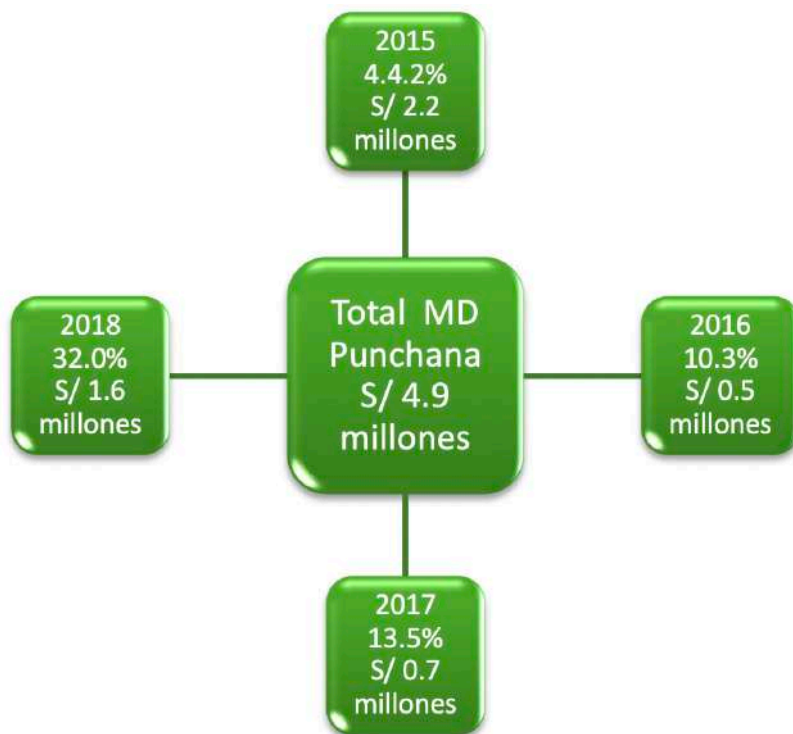 2015
4.4.2%
S/ 2.2
millones
2018
32.0%
S/ 1.6
millones
Total MD
Punchana
S/ 4.9
millones
2016
10.3%
S/ 0.5
millones
2017
13.5%
S/ 0.7
millones